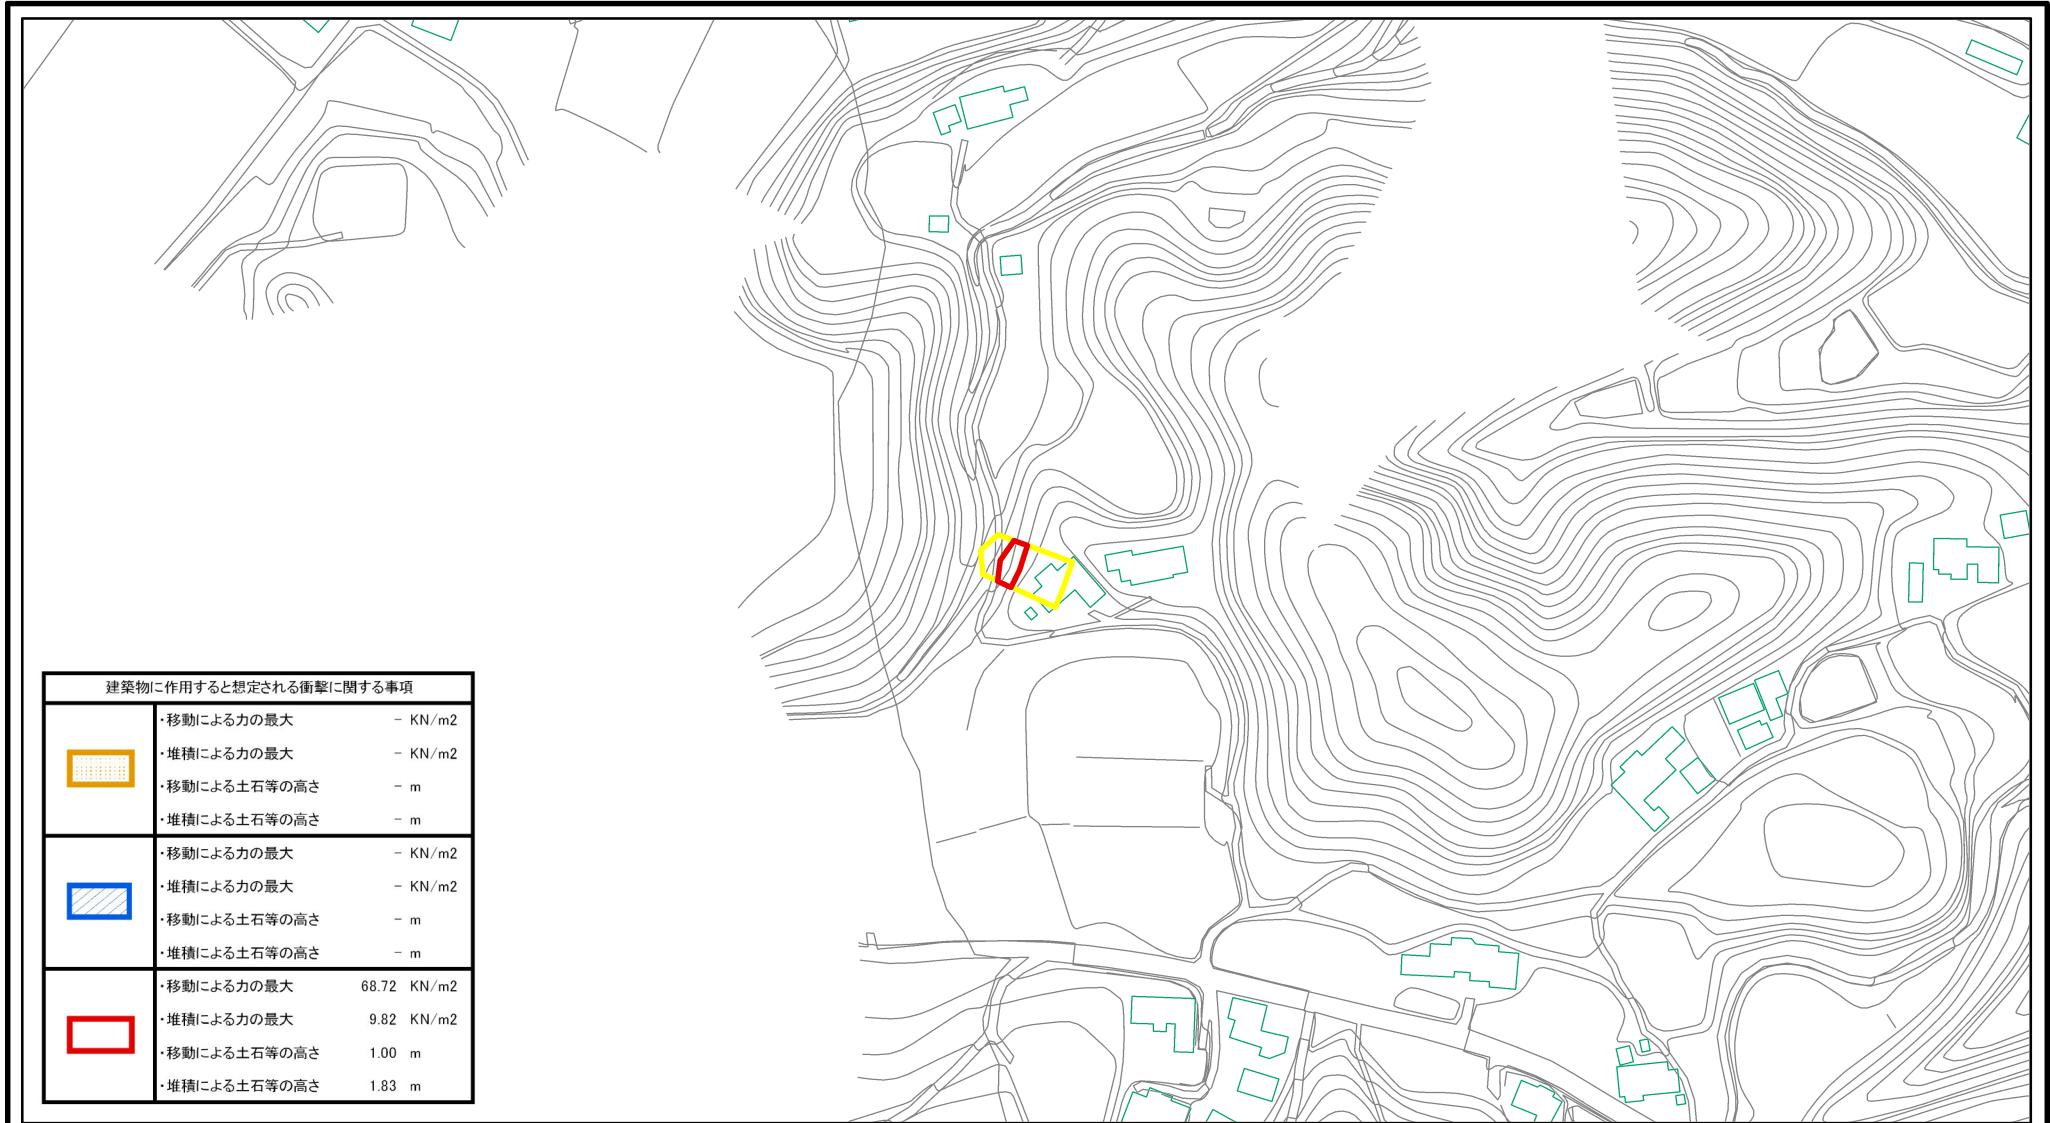 建築物に作用すると想定される衝撃に関する事項
・移動による力の最大 － KN/m2
・堆積による力の最大 － KN/m2
・移動による土石等の高さ － m
・堆積による土石等の高さ － m
・移動による力の最大 － KN/m2
・堆積による力の最大 － KN/m2
・移動による土石等の高さ － m
・堆積による土石等の高さ － m
・移動による力の最大 68.72 KN/m2
・堆積による力の最大 9.82 KN/m2
・移動による土石等の高さ 1.00 m
・堆積による土石等の高さ 1.83 m